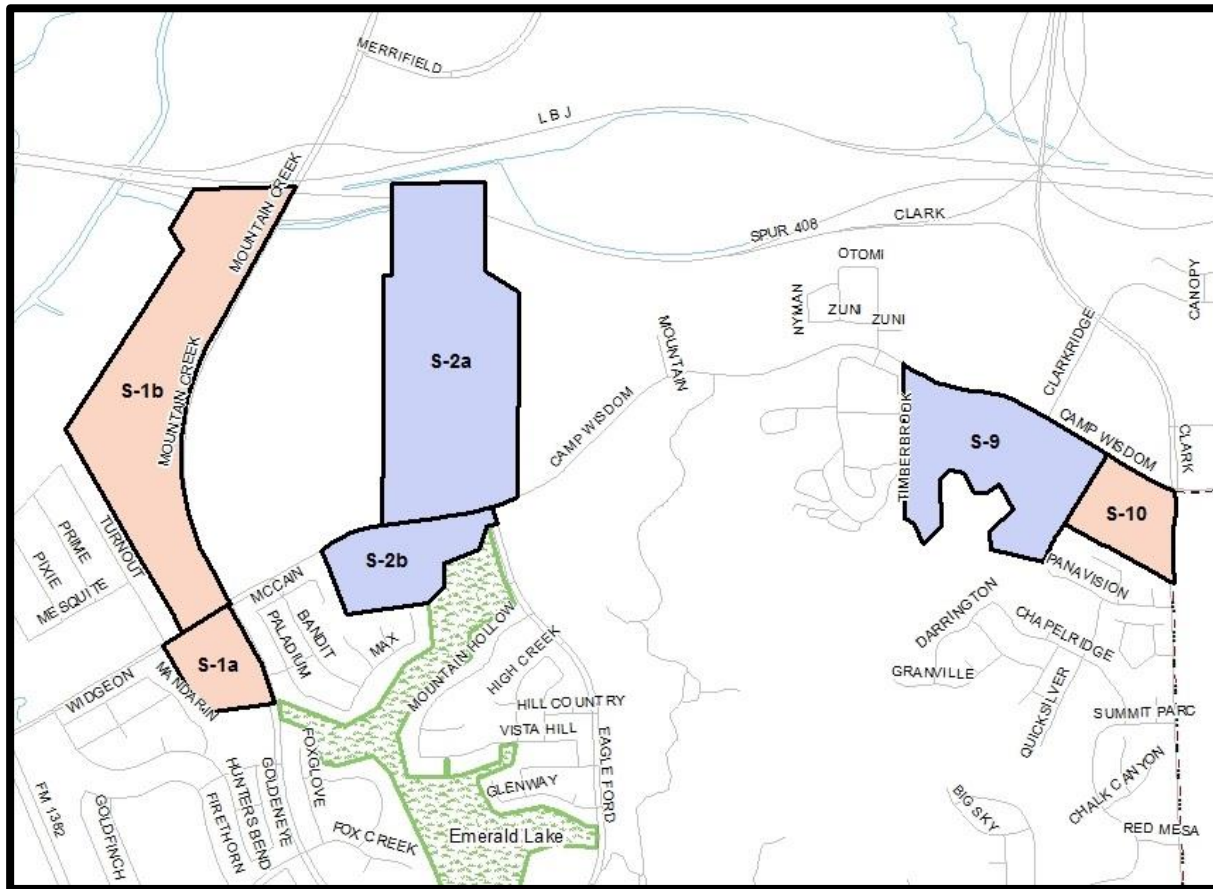 MERRIFIELD
L B J
MOUNTAIN CREEK
CLARK
SPUR 408
OTOMI
CANOPY
NYMAN
ZUNI
ZUNI
MOUNTAIN
CLARKRIDGE
S-1b
S-2a
MOUNTAIN CREEK
CAMP WISDOM
TIMBERBROOK
S-9
CAMP WISDOM
CLARK
S-10
TURNOUT
PRIME
PIXIE
MESQUITE
S-2b
MCCAIN
BANDIT
PALADIUM
MAX
PANAVISION
S-1a
MANDARIN
WIDGEON
MOUNTAIN HOLLOW
HIGH CREEK
DARRINGTON
CHAPELRIDGE
GRANVILLE
HILL COUNTRY
VISTA HILL
QUICKSILVER
SUMMIT PARC
FOXGLOVE
EAGLE FORD
GOLDENEYE
HUNTERS BEND
FIRETHORN
GLENWAY
CHALK CANYON
FM 1382
GOLDFINCH
FOX CREEK
Emerald Lake
BIG SKY
RED MESA